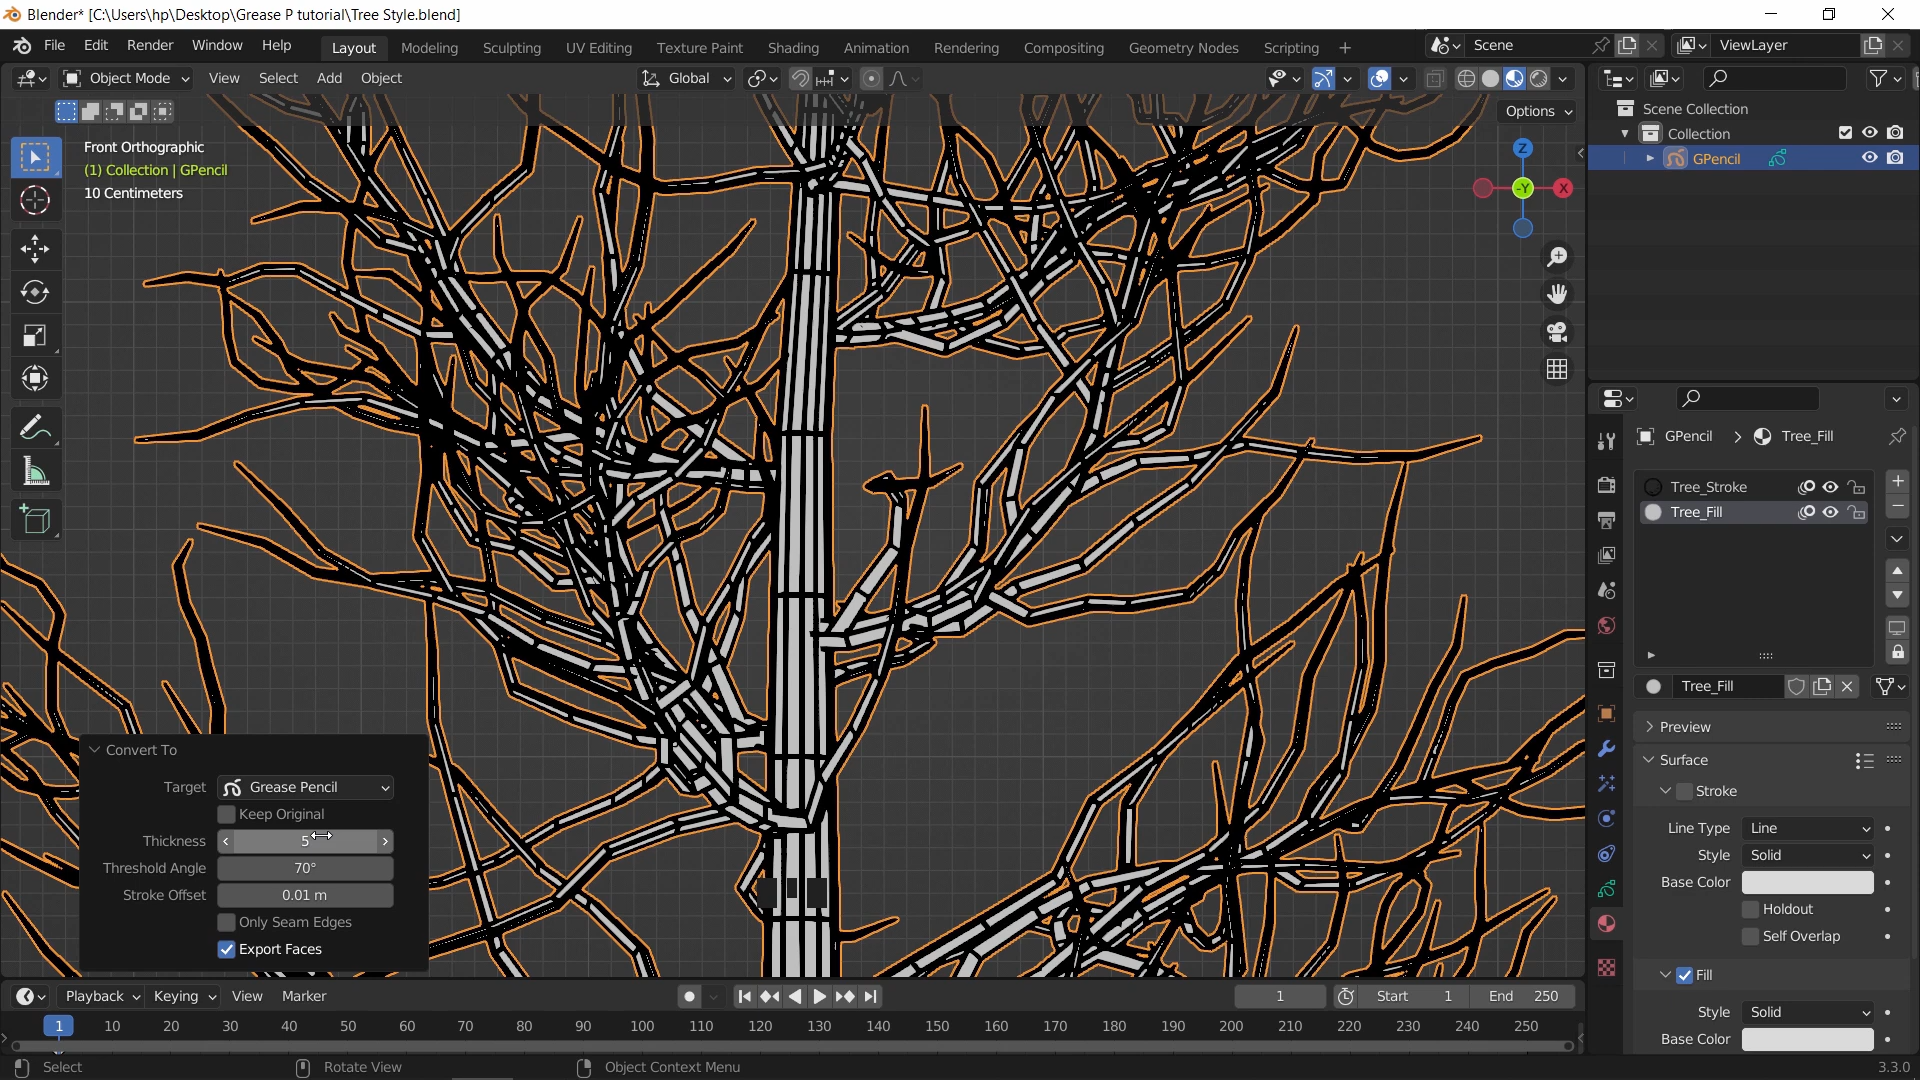 Blender* [C:\Users\hp\Desktop\Grease P tutorial\Tree Style.blend]
File Edit Render Window Help Layout Modeling Sculpting UV Editing Texture Paint Shading Animation Rendering Compositing Geometry Nodes Scripting + Scene ViewLayer
Object Mode View Select Add Object Global
Options
Front Orthographic
(1) Collection | GPencil
10 Centimeters
Z
-Y
X
Scene Collection
Collection
GPencil
GPencil > Tree_Fill
Tree_Stroke
Tree_Fill
Tree_Fill
Preview
Surface
Stroke
Line Type Line
Style Solid
Base Color
Holdout
Self Overlap
Fill
Style Solid
Base Color
Convert To
Target Grease Pencil
Keep Original
Thickness 5
Threshold Angle 70°
Stroke Offset 0.01 m
Only Seam Edges
Export Faces
Playback Keying View Marker 1 Start 1 End 250
1 10 20 30 40 50 60 70 80 90 100 110 120 130 140 150 160 170 180 190 200 210 220 230 240 250
Select Rotate View Object Context Menu 3.3.0